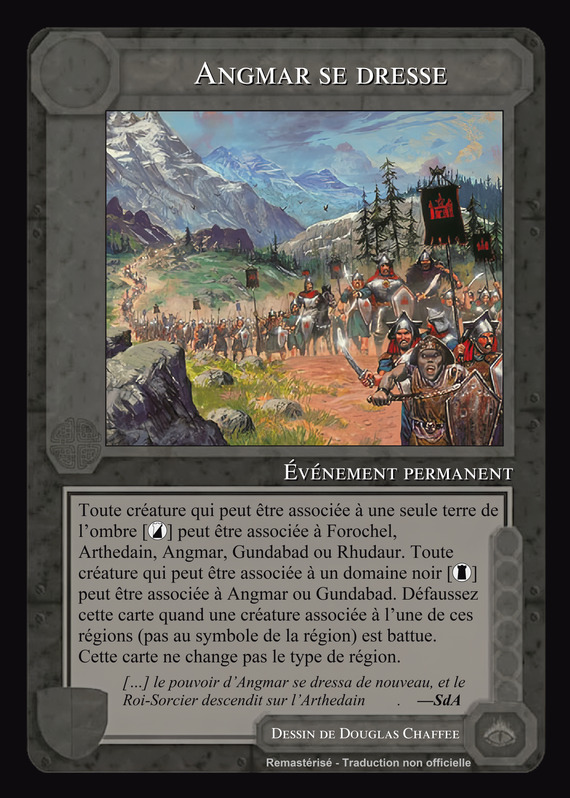 Angmar se dresse
Événement permanent
Toute créature qui peut être associée à une seule terre de
l'ombre [] peut être associée à Forochel,
Arthedain, Angmar, Gundabad ou Rhudaur. Toute
créature qui peut être associée à un domaine noir []
peut être associée à Angmar ou Gundabad. Défaussez
cette carte quand une créature associée à l'une de ces
régions (pas au symbole de la région) est battue.
Cette carte ne change pas le type de région.
[…] le pouvoir d'Angmar se dressa de nouveau, et le
Roi-Sorcier descendit sur l'Arthedain . —SdA
Dessin de Douglas Chaffee
Remastérisé - Traduction non officielle